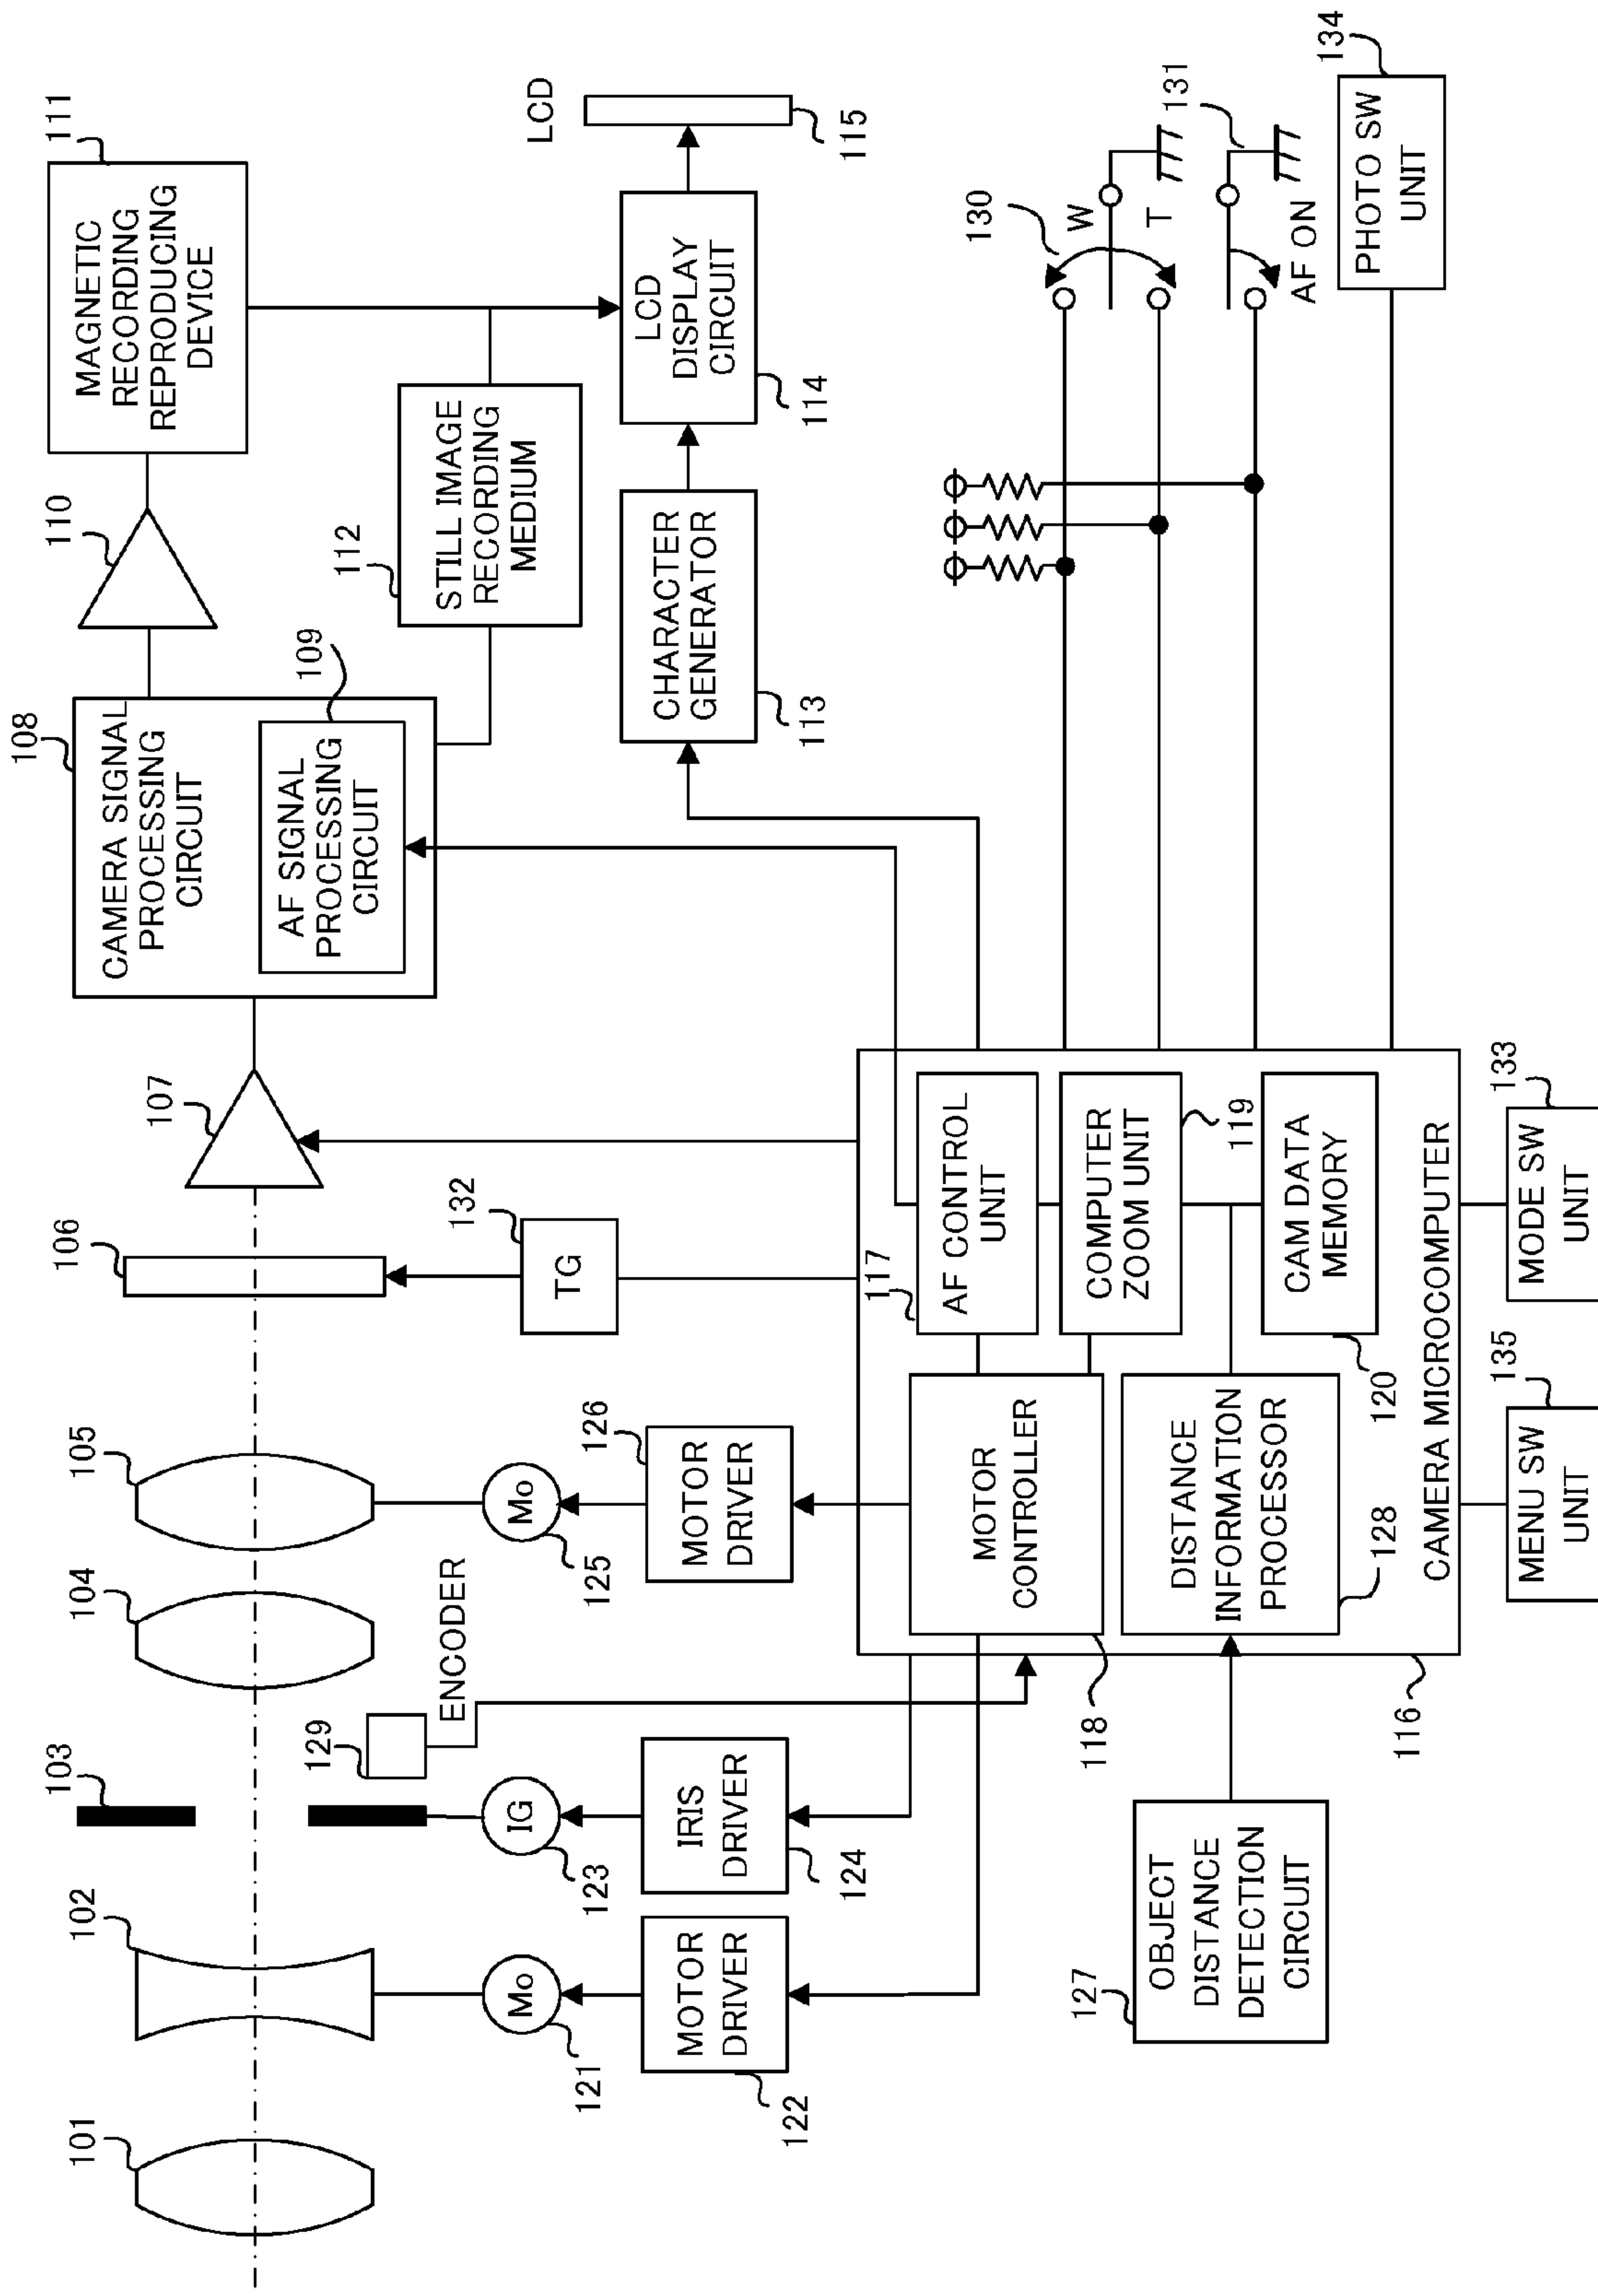 101
102
103
104
105
106
107
108
CAMERA SIGNAL
PROCESSING
CIRCUIT
109
AF SIGNAL
PROCESSING
CIRCUIT
110
111
MAGNETIC
RECORDING
REPRODUCING
DEVICE
112
STILL IMAGE
RECORDING
MEDIUM
129
ENCODER
Mo
121
IG
123
Mo
125
132
TG
MOTOR
DRIVER
122
IRIS
DRIVER
124
MOTOR
DRIVER
126
113
CHARACTER
GENERATOR
114
LCD
DISPLAY
CIRCUIT
LCD
115
117
AF CONTROL
UNIT
MOTOR
CONTROLLER
118
COMPUTER
ZOOM UNIT
119
DISTANCE
INFORMATION
PROCESSOR
128
CAM DATA
MEMORY
120
CAMERA MICROCOMPUTER
116
127
OBJECT
DISTANCE
DETECTION
CIRCUIT
130
W
T
131
AF ON
134
PHOTO SW
UNIT
135
MENU SW
UNIT
133
MODE SW
UNIT